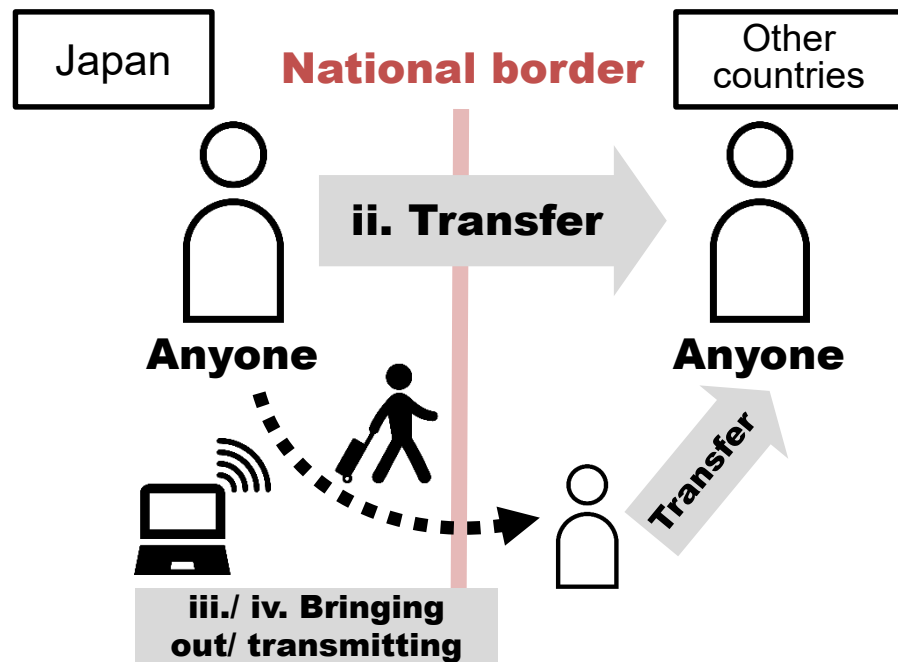 Japan
National border
Other
countries
ii. Transfer
Anyone
Anyone
Transfer
iii./ iv. Bringing
out/ transmitting